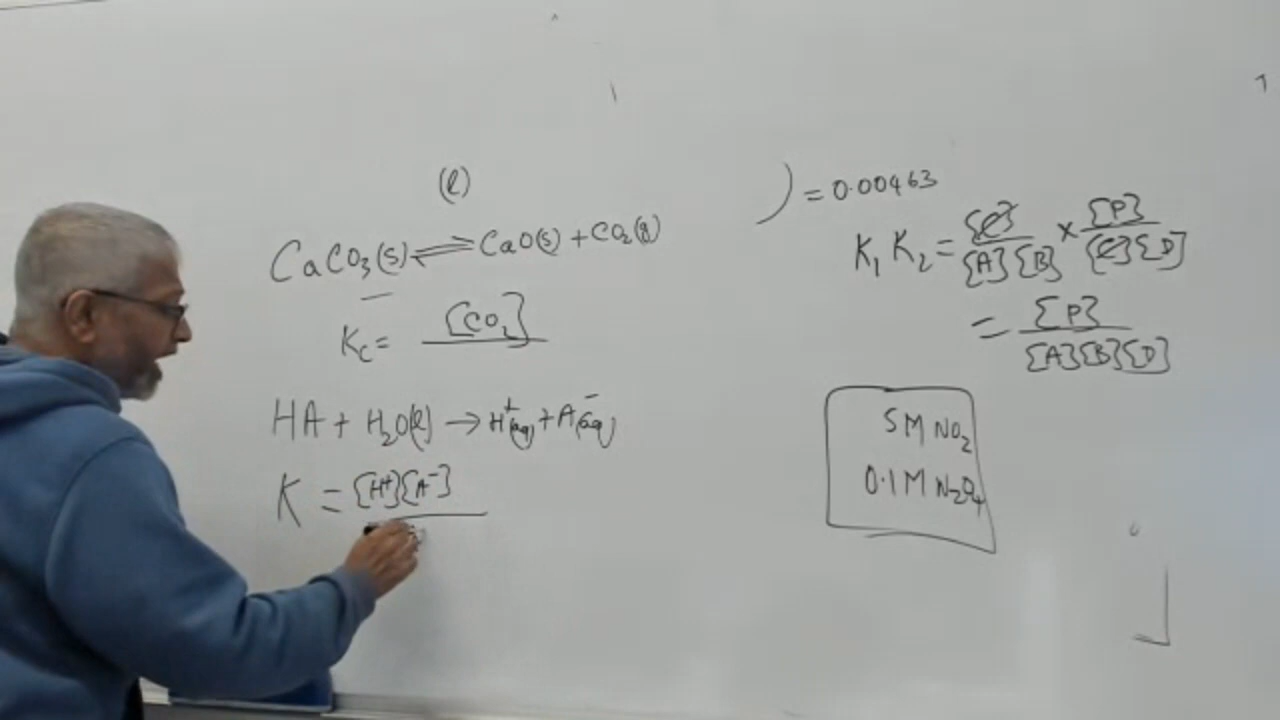 (l)
CaCO₃(s) ⇌ CaO(s) + CO₂(g)
Kc = [CO₂]
HA + H₂O(l) → H⁺(aq) + A⁻(aq)
K = [H⁺][A⁻]
) = 0.00463
K₁ K₂ = [C]/[A][B] × [P]/[C][D]
= [P]/[A][B][D]
5M NO₂
0.1M N₂O₄